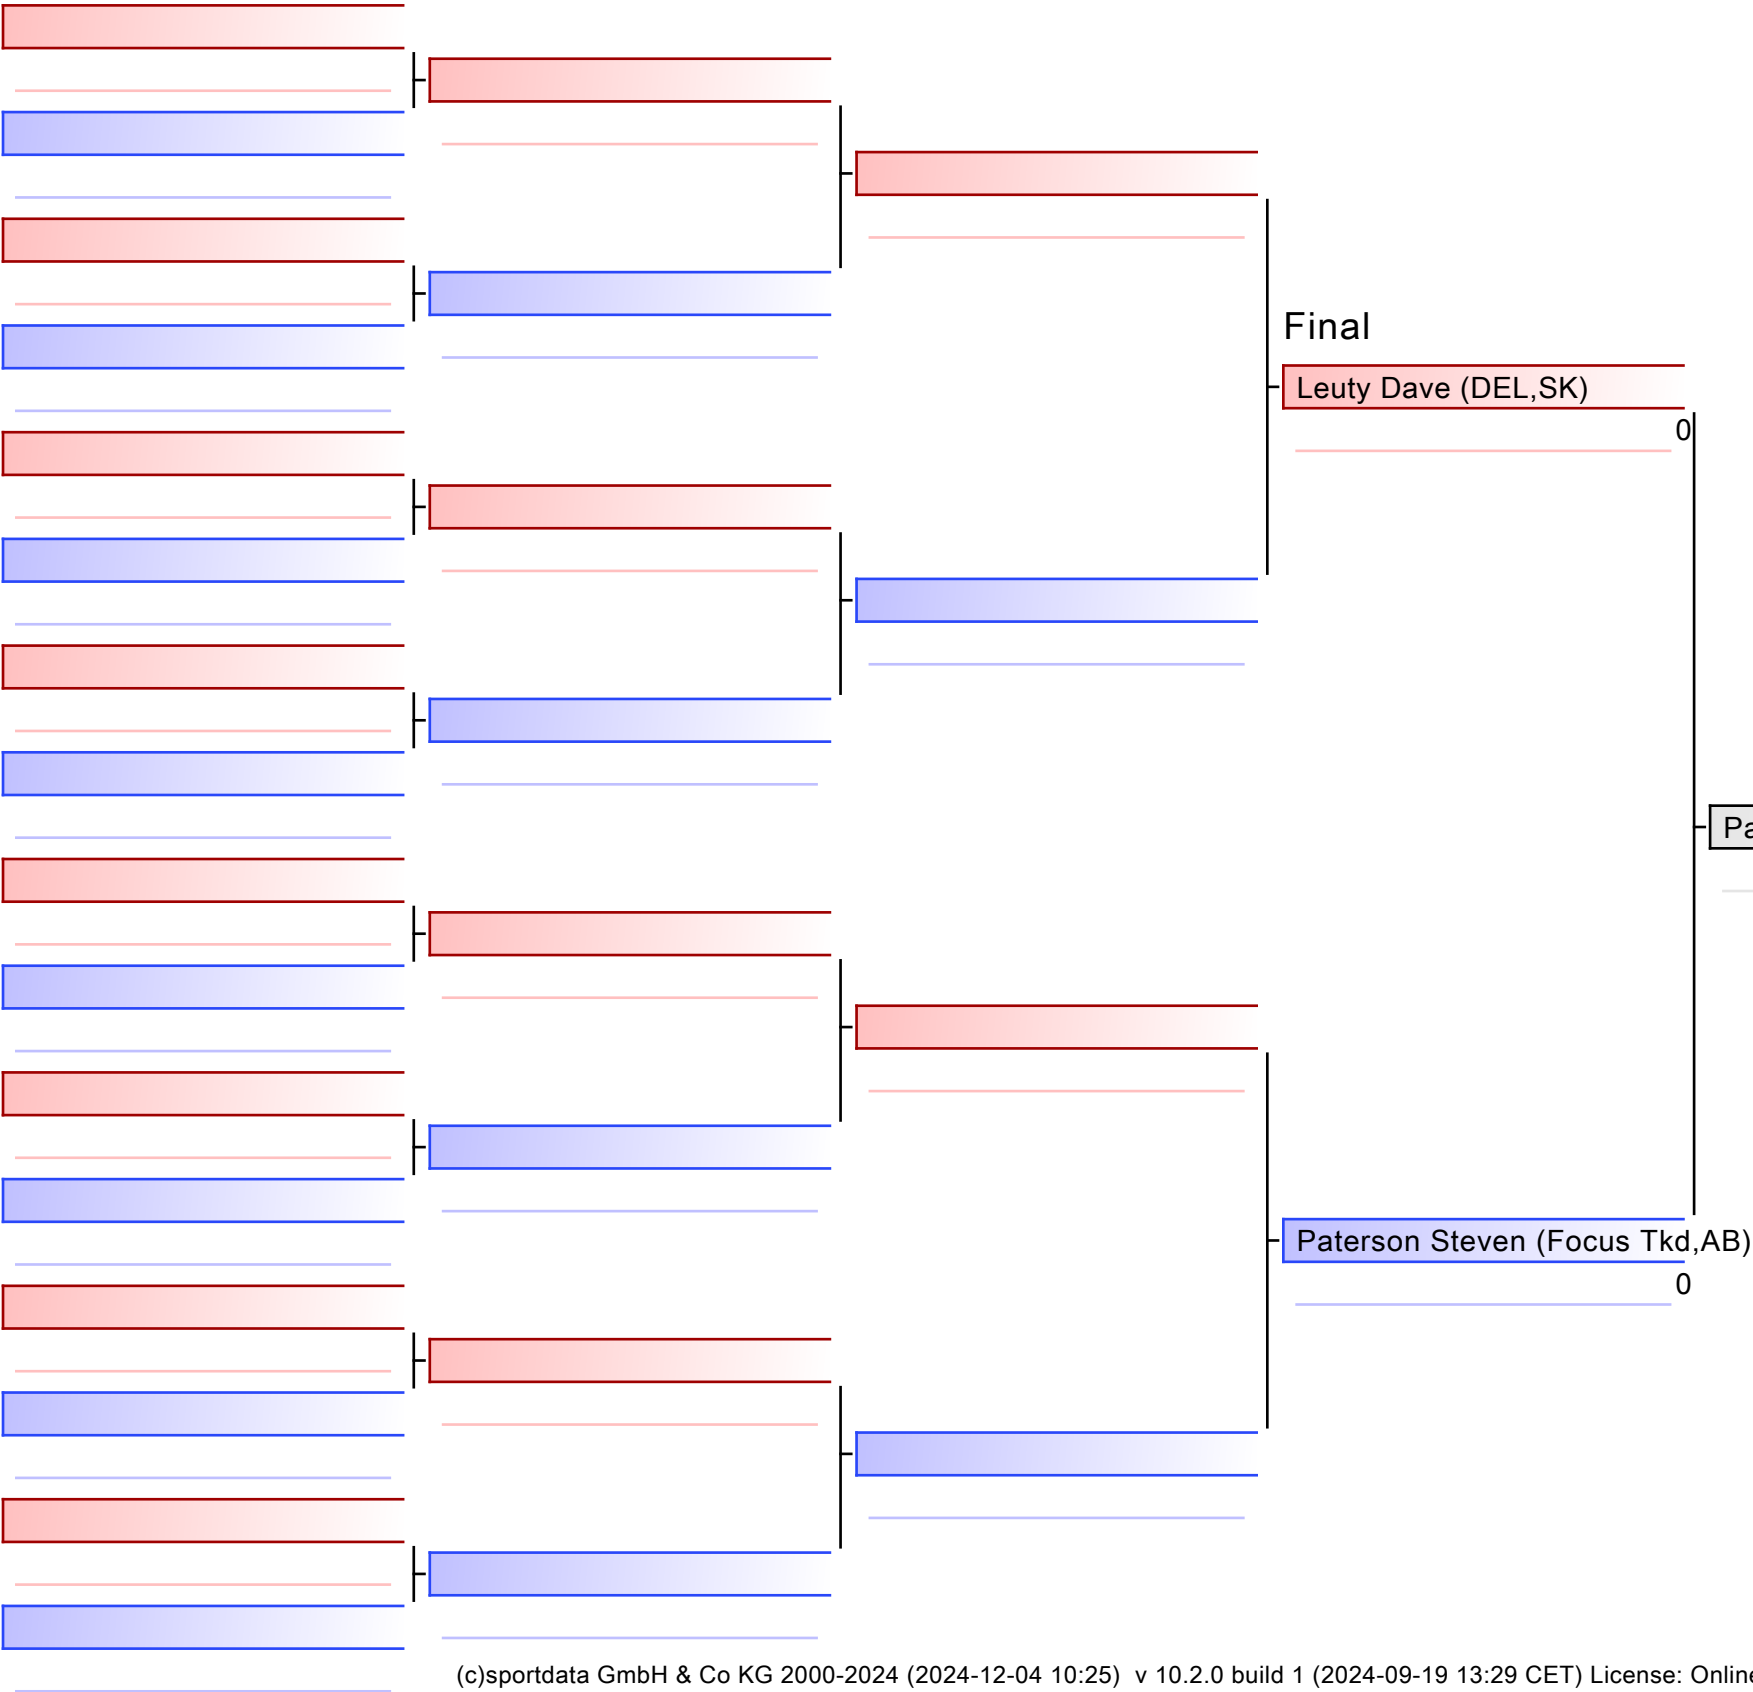 Final
Leuty Dave (DEL,SK)
0
Paterson Steven (Focus Tkd,AB)
0
(c)sportdata GmbH & Co KG 2000-2024 (2024-12-04 10:25) v 10.2.0 build 1 (2024-09-19 13:29 CET) License: Online